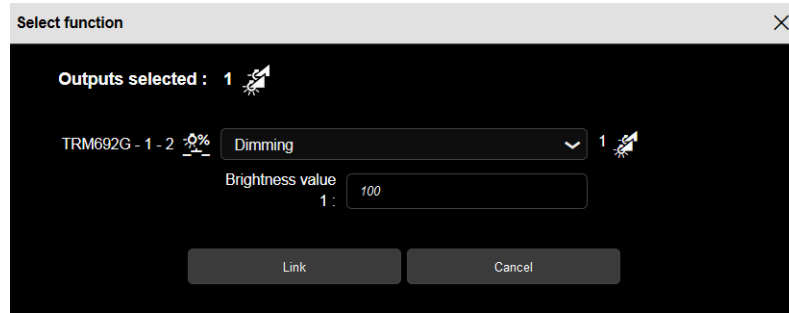 Select function
Outputs selected : 1
TRM692G - 1 - 2 % Dimming 1
Brightness value
1 : 100
Link Cancel